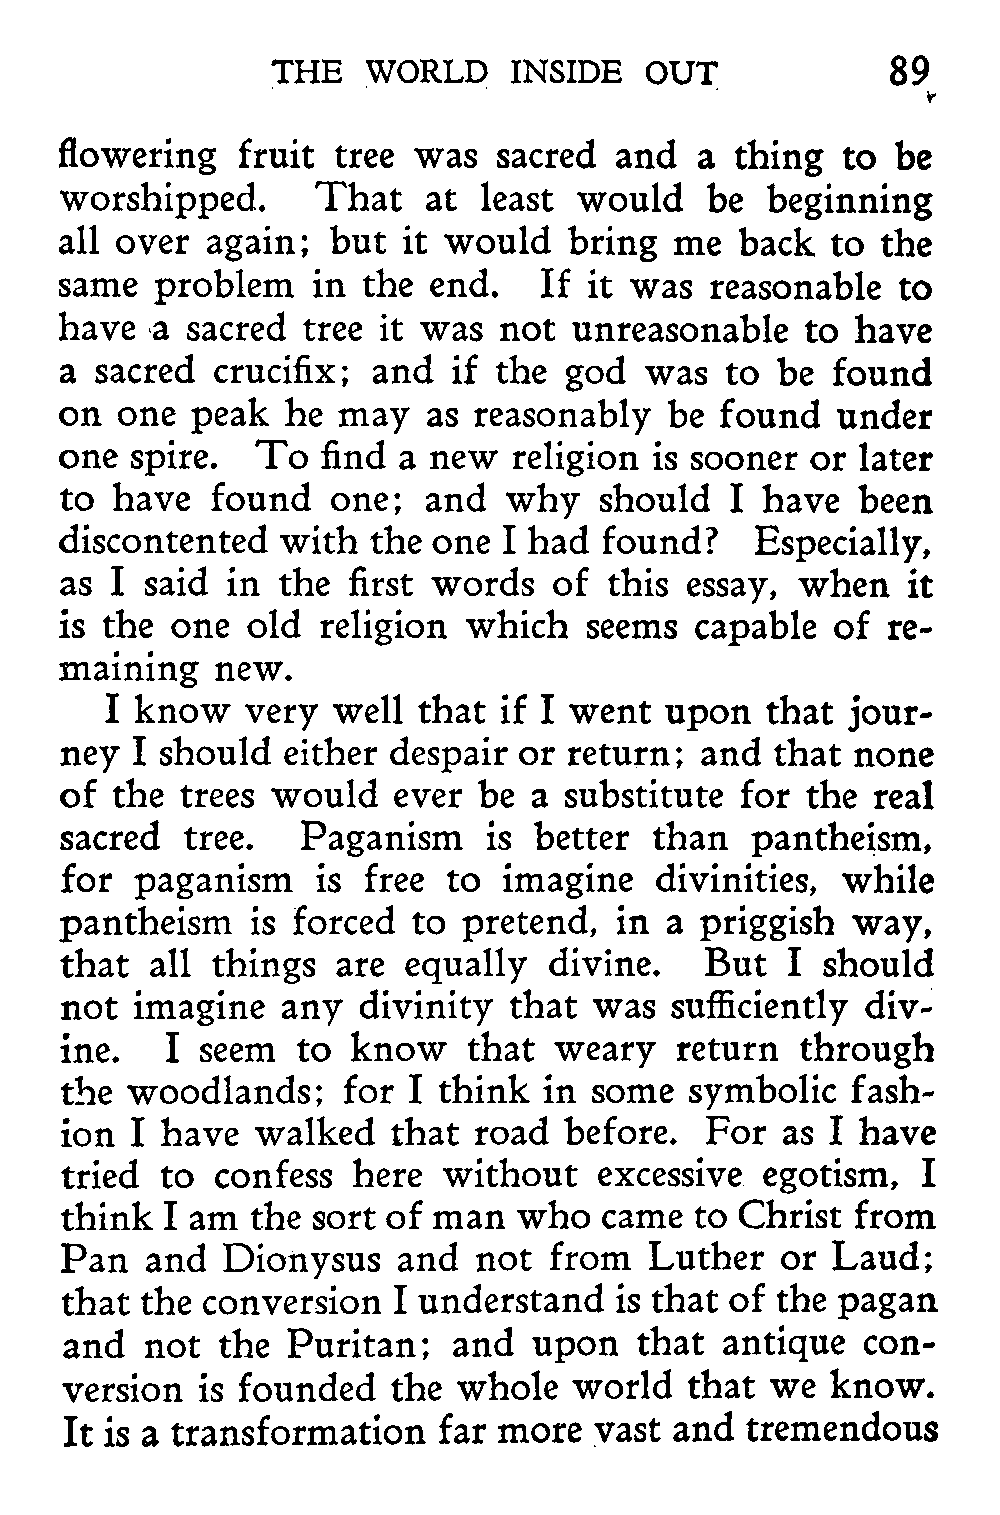 THE WORLD INSIDE OUT 89
flowering fruit tree was sacred and a thing to be
worshipped. That at least would be beginning
all over again; but it would bring me back to the
same problem in the end. If it was reasonable to
have a sacred tree it was not unreasonable to have
a sacred crucifix; and if the god was to be found
on one peak he may as reasonably be found under
one spire. To find a new religion is sooner or later
to have found one; and why should I have been
discontented with the one I had found? Especially,
as I said in the first words of this essay, when it
is the one old religion which seems capable of re-
maining new.
I know very well that if I went upon that jour-
ney I should either despair or return; and that none
of the trees would ever be a substitute for the real
sacred tree. Paganism is better than pantheism,
for paganism is free to imagine divinities, while
pantheism is forced to pretend, in a priggish way,
that all things are equally divine. But I should
not imagine any divinity that was sufficiently div-
ine. I seem to know that weary return through
the woodlands; for I think in some symbolic fash-
ion I have walked that road before. For as I have
tried to confess here without excessive egotism, I
think I am the sort of man who came to Christ from
Pan and Dionysus and not from Luther or Laud;
that the conversion I understand is that of the pagan
and not the Puritan; and upon that antique con-
version is founded the whole world that we know.
It is a transformation far more vast and tremendous